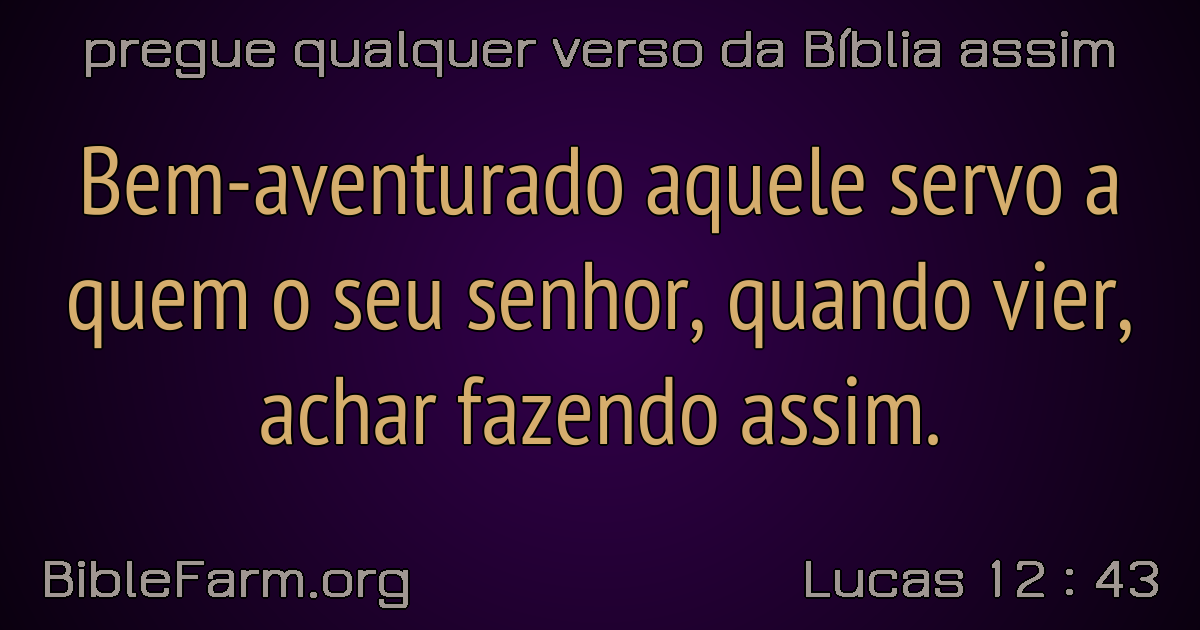 pregue qualquer verso da Bíblia assim
Bem-aventurado aquele servo a
quem o seu senhor, quando vier,
achar fazendo assim.
BibleFarm.org
Lucas 12 : 43